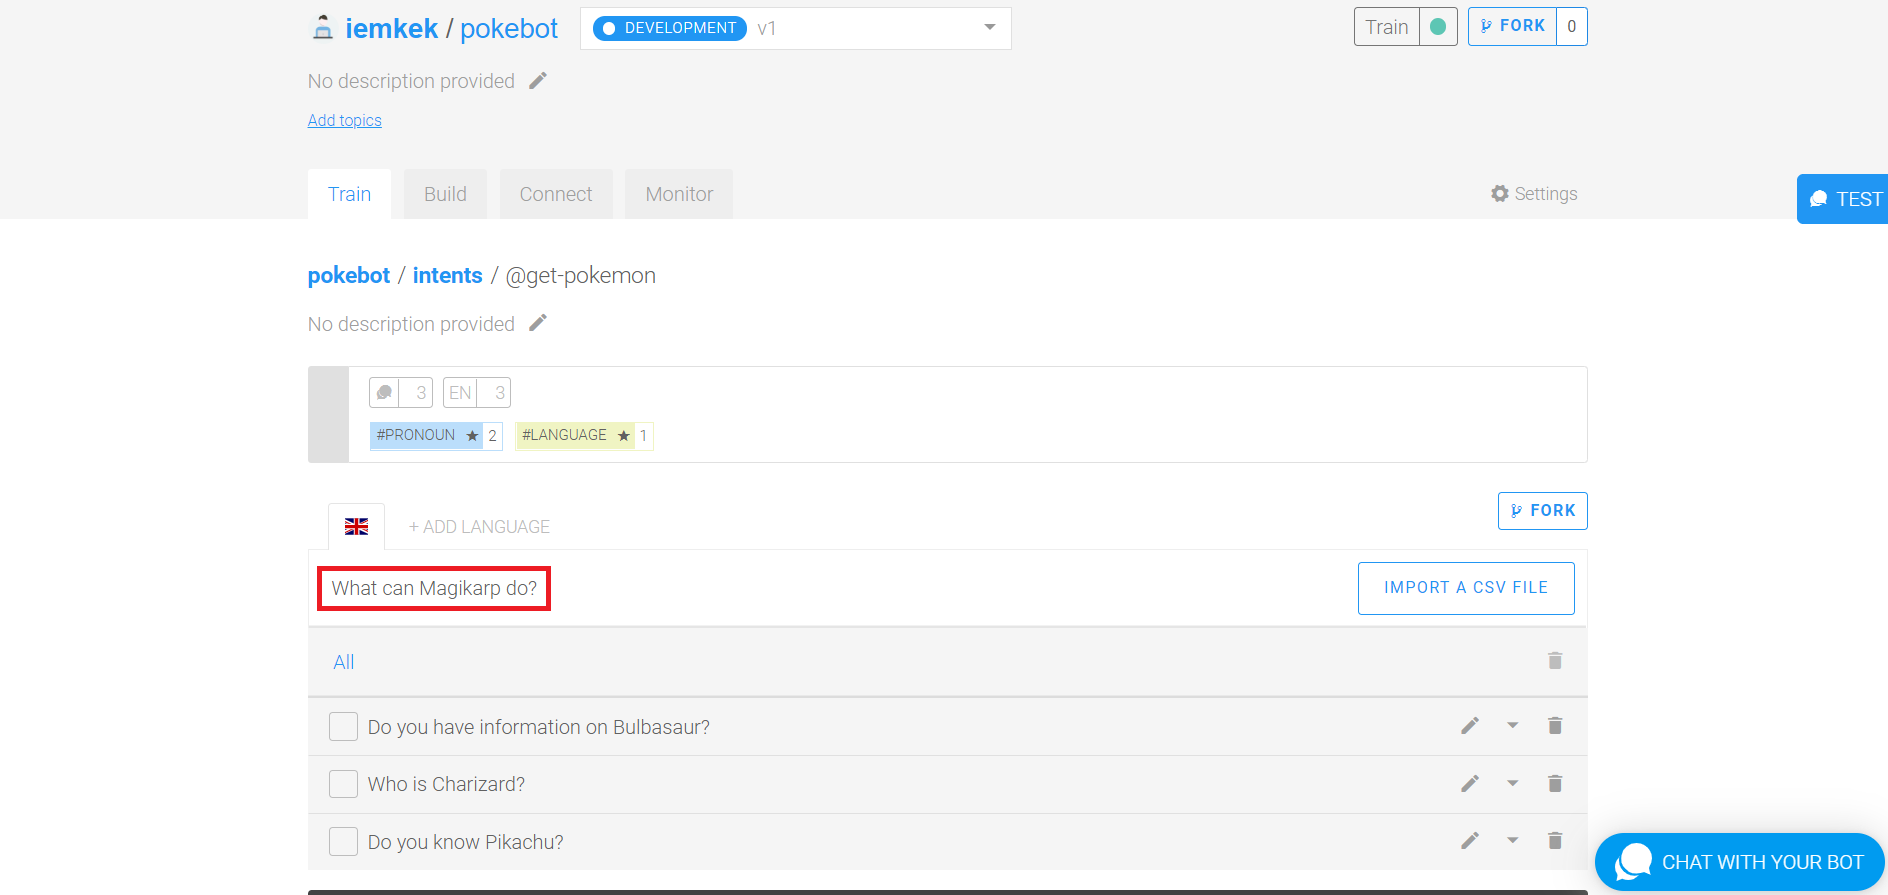 iemkek / pokebot DEVELOPMENT v1 Train FORK 0
No description provided
Add topics
Train Build Connect Monitor Settings TEST
pokebot / intents / @get-pokemon
No description provided
3 EN 3
#PRONOUN ★ 2 #LANGUAGE ★ 1
+ ADD LANGUAGE FORK
What can Magikarp do? IMPORT A CSV FILE
All
Do you have information on Bulbasaur?
Who is Charizard?
Do you know Pikachu?
CHAT WITH YOUR BOT